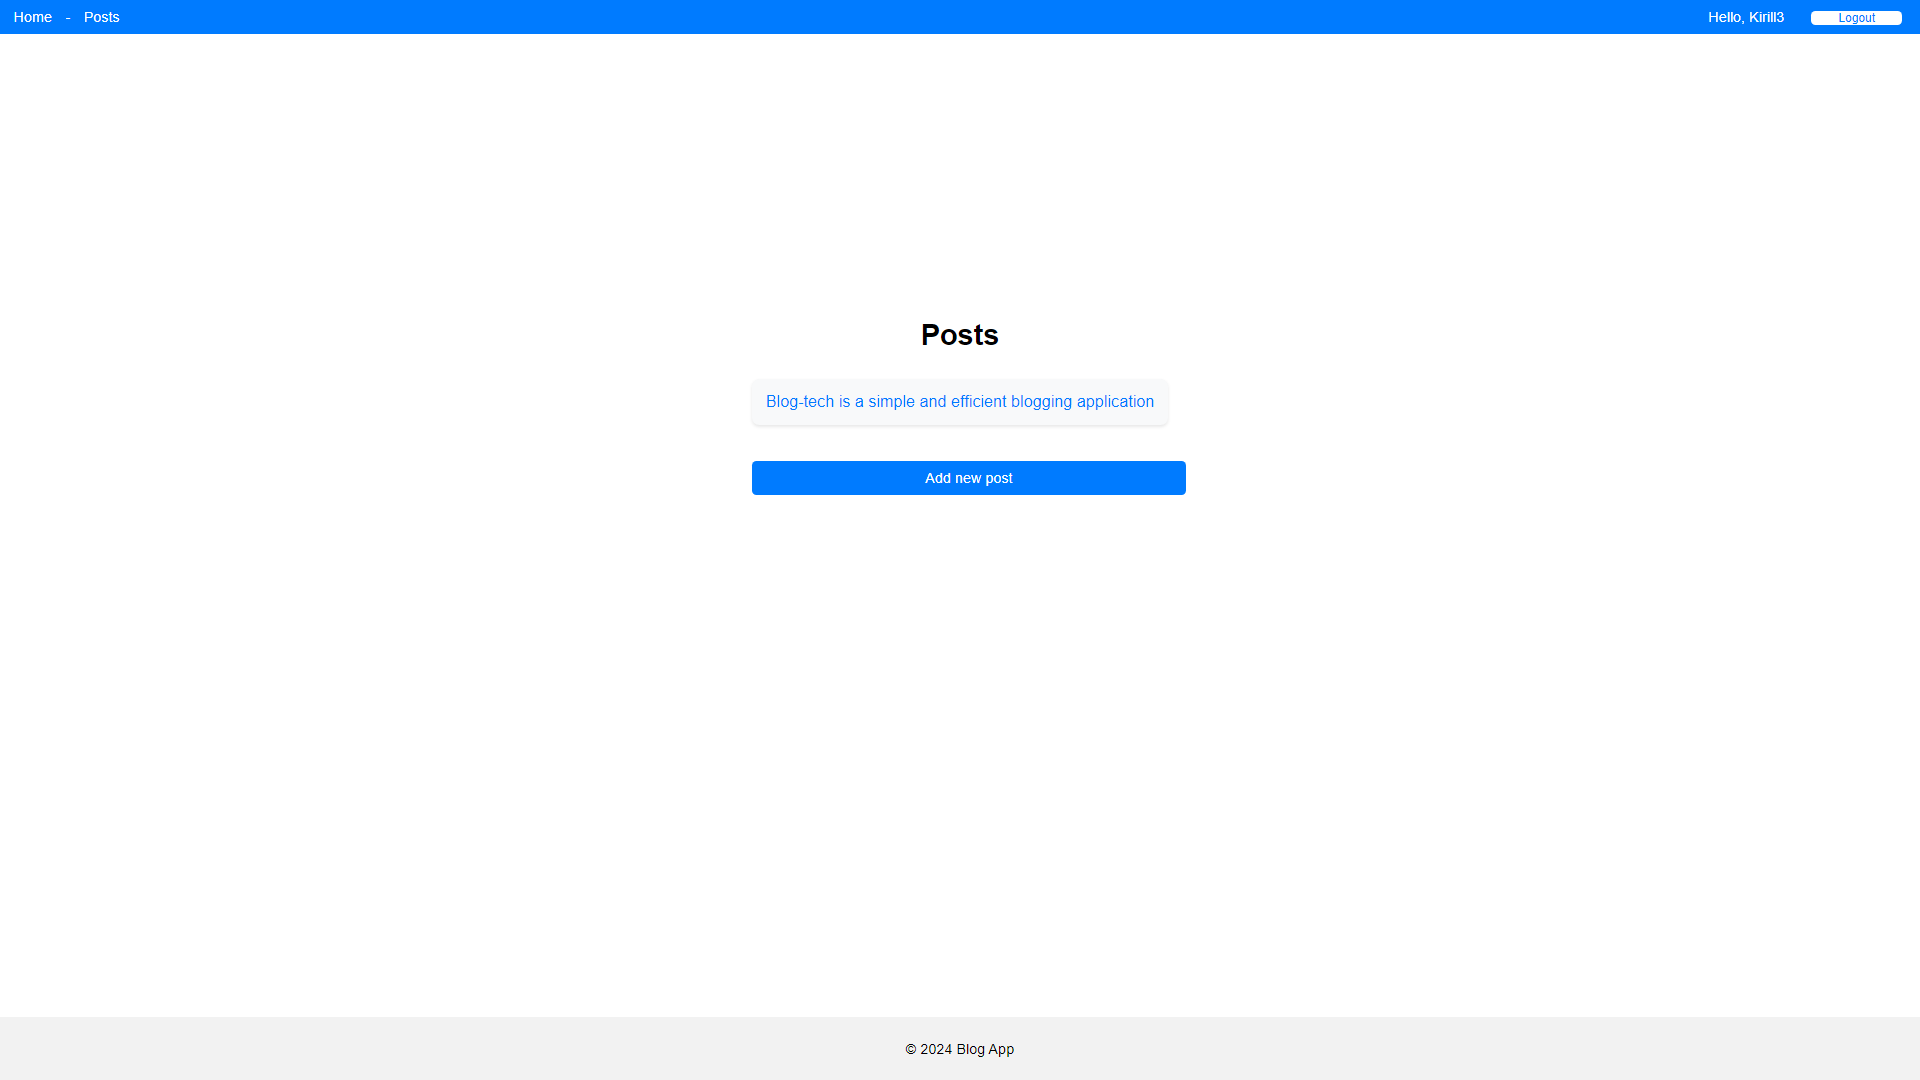 Home - Posts Hello, Kirill3 Logout
Posts
Blog-tech is a simple and efficient blogging application
Add new post
© 2024 Blog App